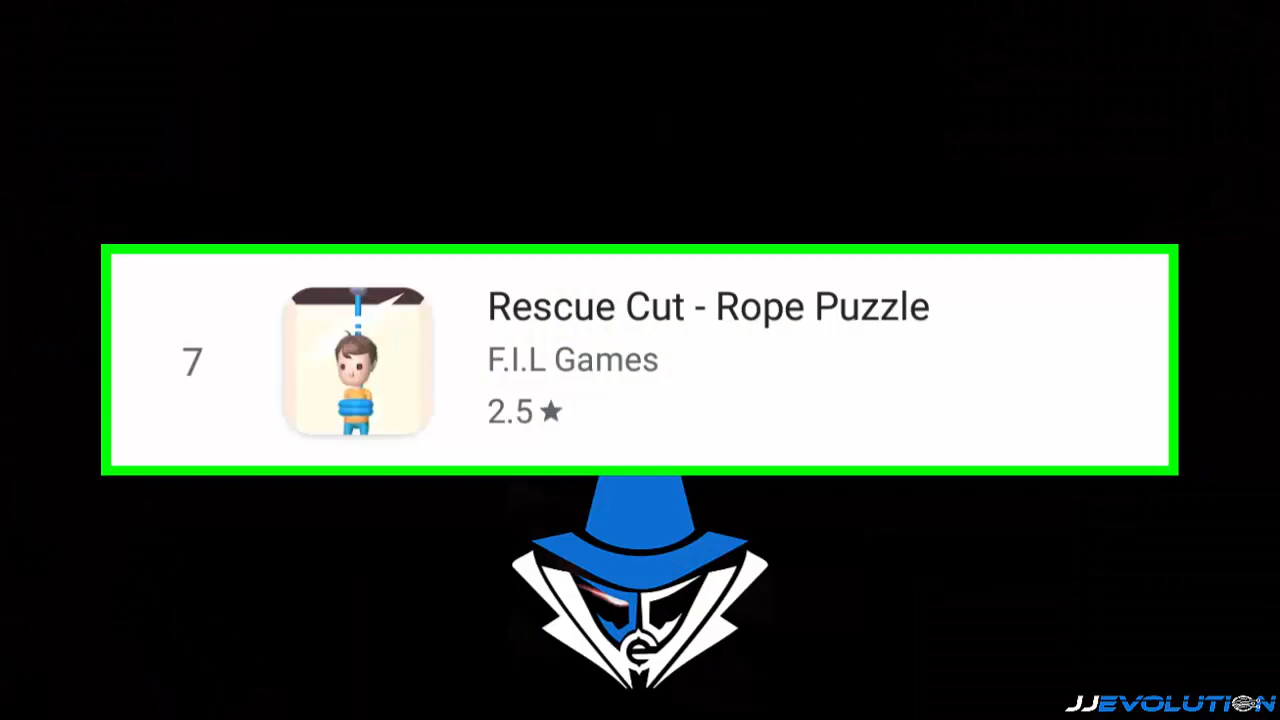 7
Rescue Cut - Rope Puzzle
F.I.L Games
2.5★
e
JJEVOLUTION